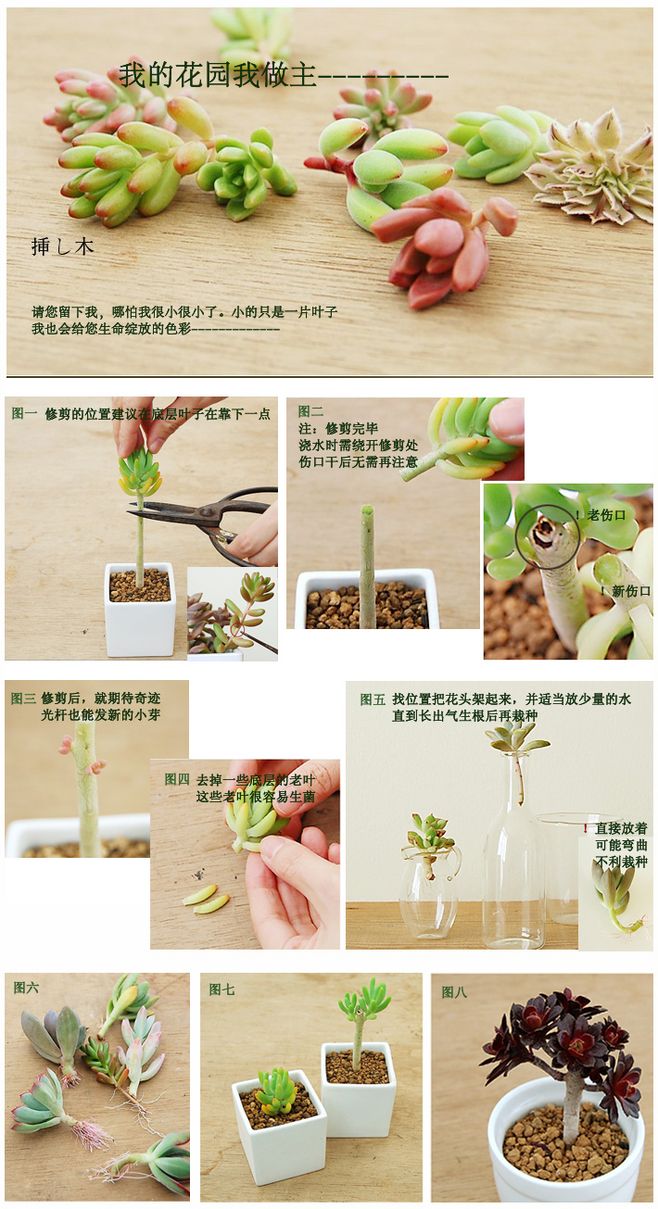 我的花园我做主---------
挿し木
请您留下我，哪怕我很小很小了。小的只是一片叶子
我也会给您生命绽放的色彩-------------
图一 修剪的位置建议在底层叶子在靠下一点
图二
注：修剪完毕
浇水时需绕开修剪处
伤口干后无需再注意
！老伤口
！新伤口
图三 修剪后，就期待奇迹
光杆也能发新的小芽
图四 去掉一些底层的老叶
这些老叶很容易生菌
图五 找位置把花头架起来，并适当放少量的水
直到长出气生根后再栽种
！直接放着
可能弯曲
不利栽种
图六
图七
图八